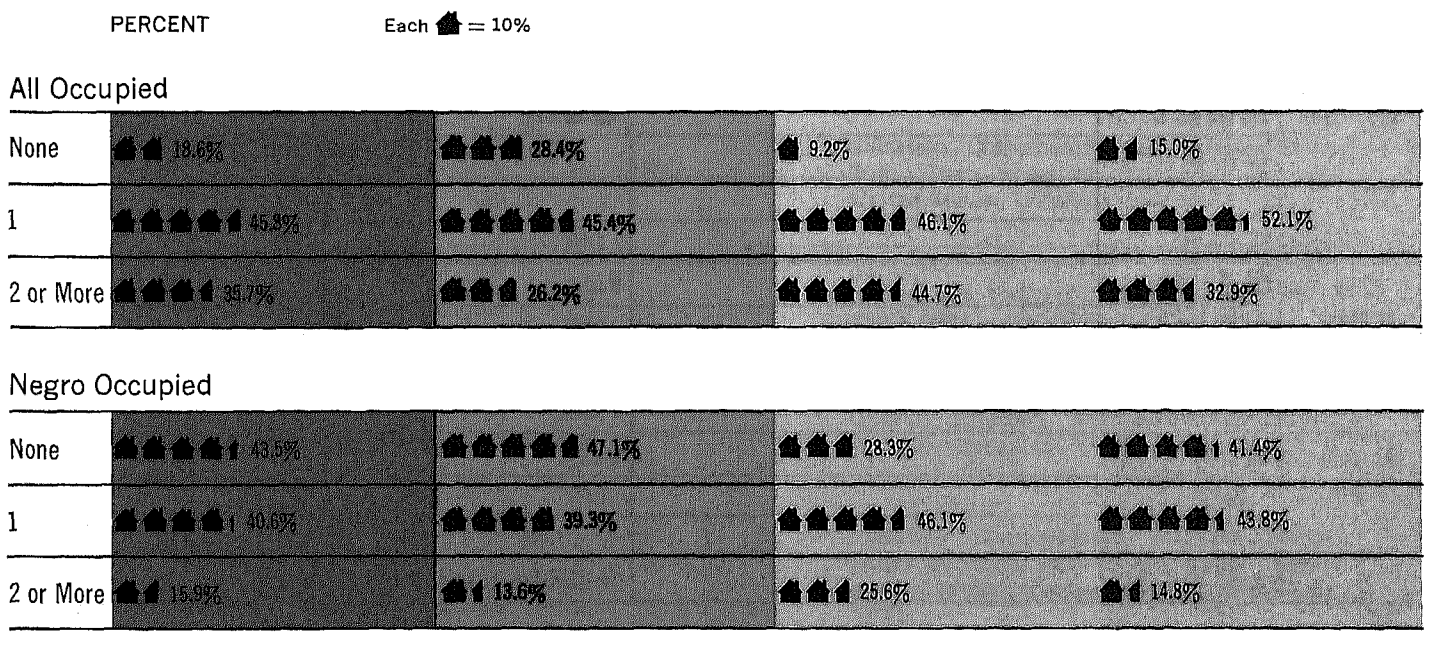 PERCENT Each = 10%
All Occupied
None 18.6% 28.4% 9.2% 15.0%
1 45.8% 45.4% 46.1% 52.1%
2 or More 35.7% 26.2% 44.7% 32.9%
Negro Occupied
None 43.5% 47.1% 28.3% 41.4%
1 40.6% 39.3% 46.1% 43.8%
2 or More 15.9% 13.6% 25.6% 14.8%